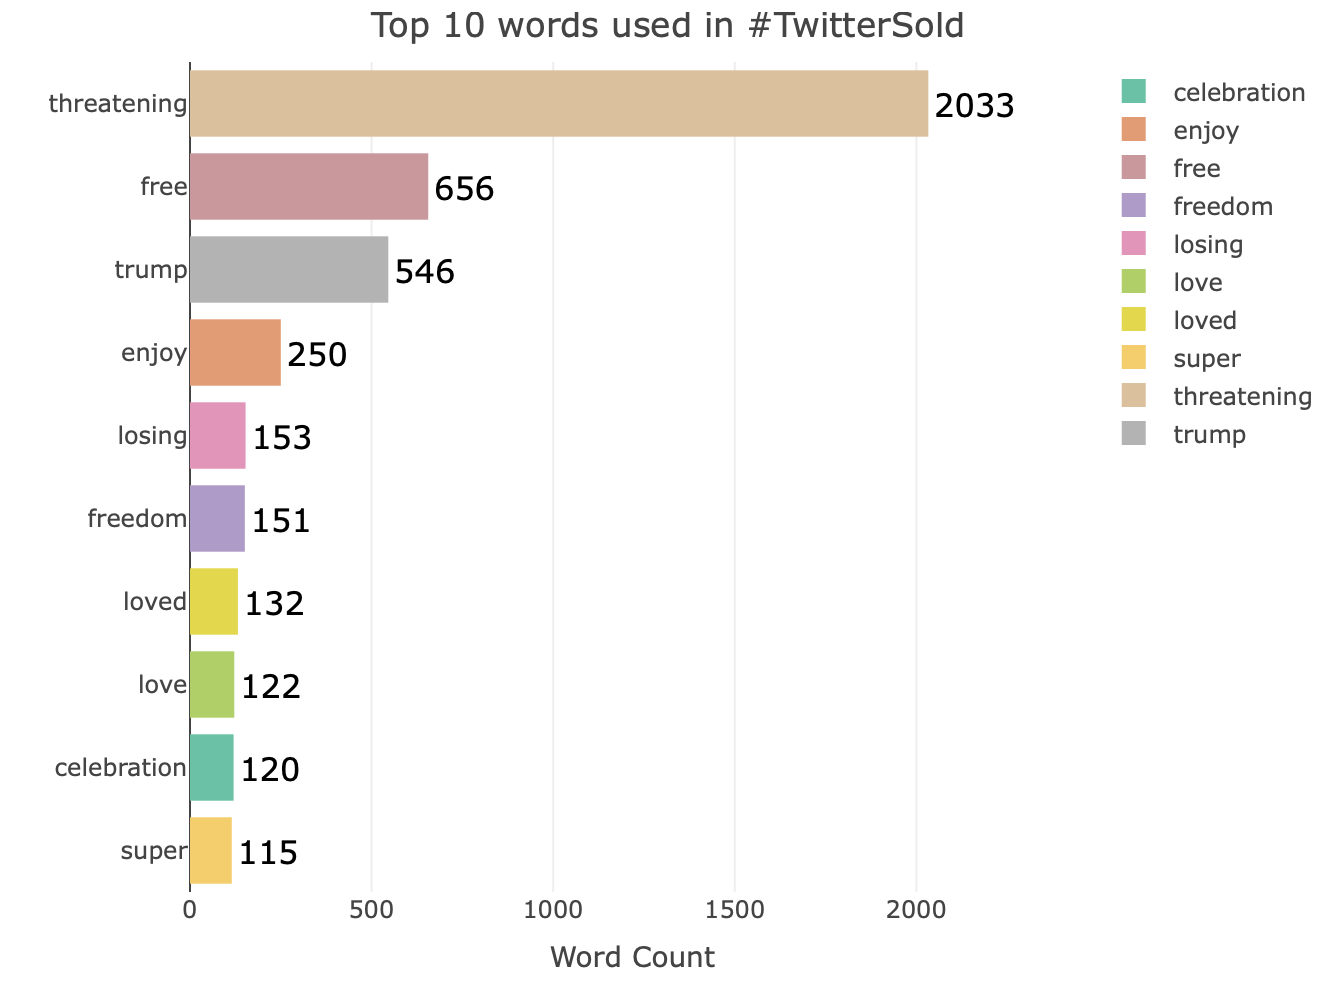 Top 10 words used in #TwitterSold
threatening 2033
free 656
trump 546
enjoy 250
losing 153
freedom 151
loved 132
love 122
celebration 120
super 115
0 500 1000 1500 2000
Word Count
celebration
enjoy
free
freedom
losing
love
loved
super
threatening
trump